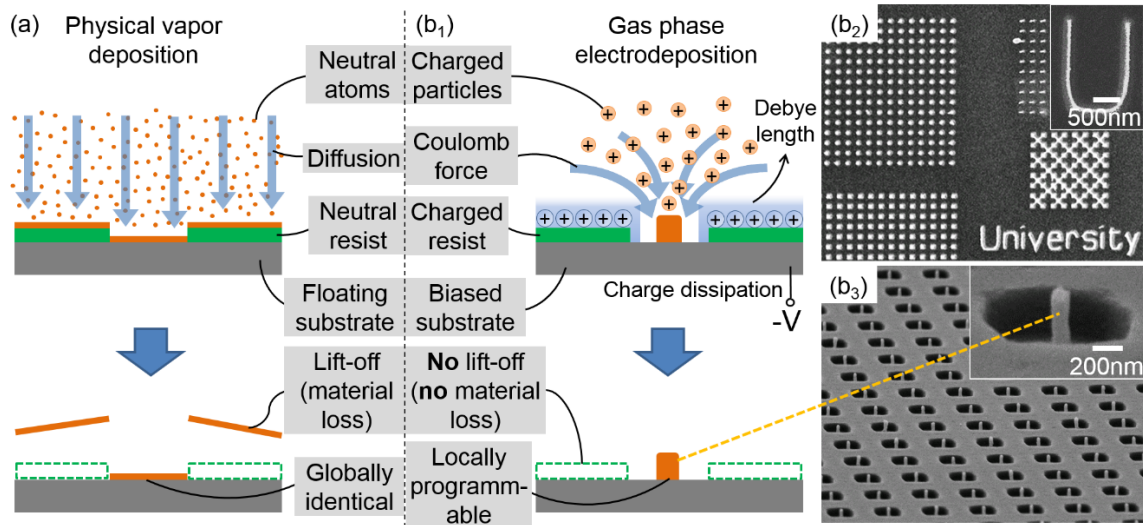 (a)
Physical vapor
deposition
Neutral
atoms
Diffusion
Neutral
resist
Floating
substrate
Lift-off
(material
loss)
Globally
identical
(b₁)
Gas phase
electrodeposition
Charged
particles
Debye
length
Coulomb
force
+ + + + + + + + + + + + + + + + +
Charged
resist
Charge dissipation
-V
Biased
substrate
No lift-off
(no material
loss)
Locally
programm-
able
(b₂)
500nm
University
(b₃)
200nm